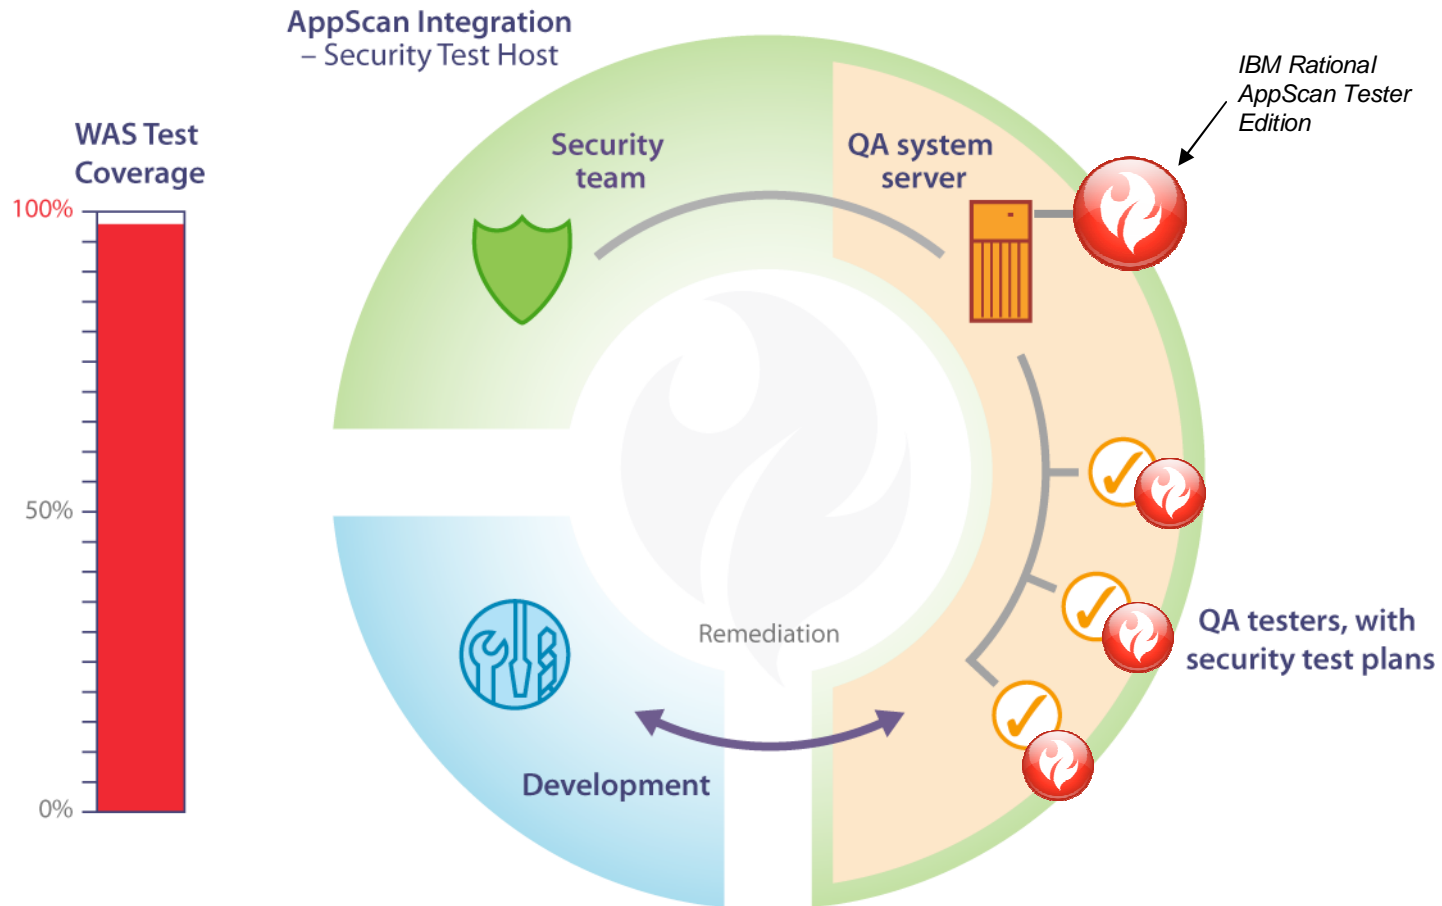 AppScan Integration
– Security Test Host
IBM Rational
AppScan Tester
Edition
WAS Test
Coverage
Security
team
QA system
server
100%
50%
0%
Remediation
QA testers, with
security test plans
Development